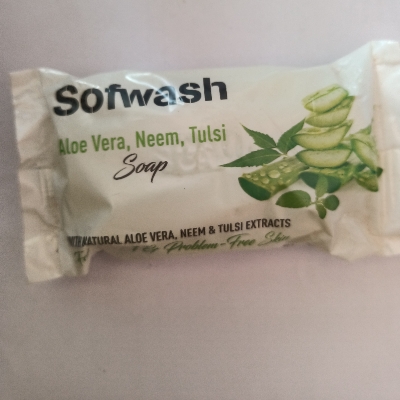 Sofwash
Aloe Vera, Neem, Tulsi
Soap
NATURAL ALOE VERA, NEEM & TULSI EXTRACTS
Problem-Free Skin